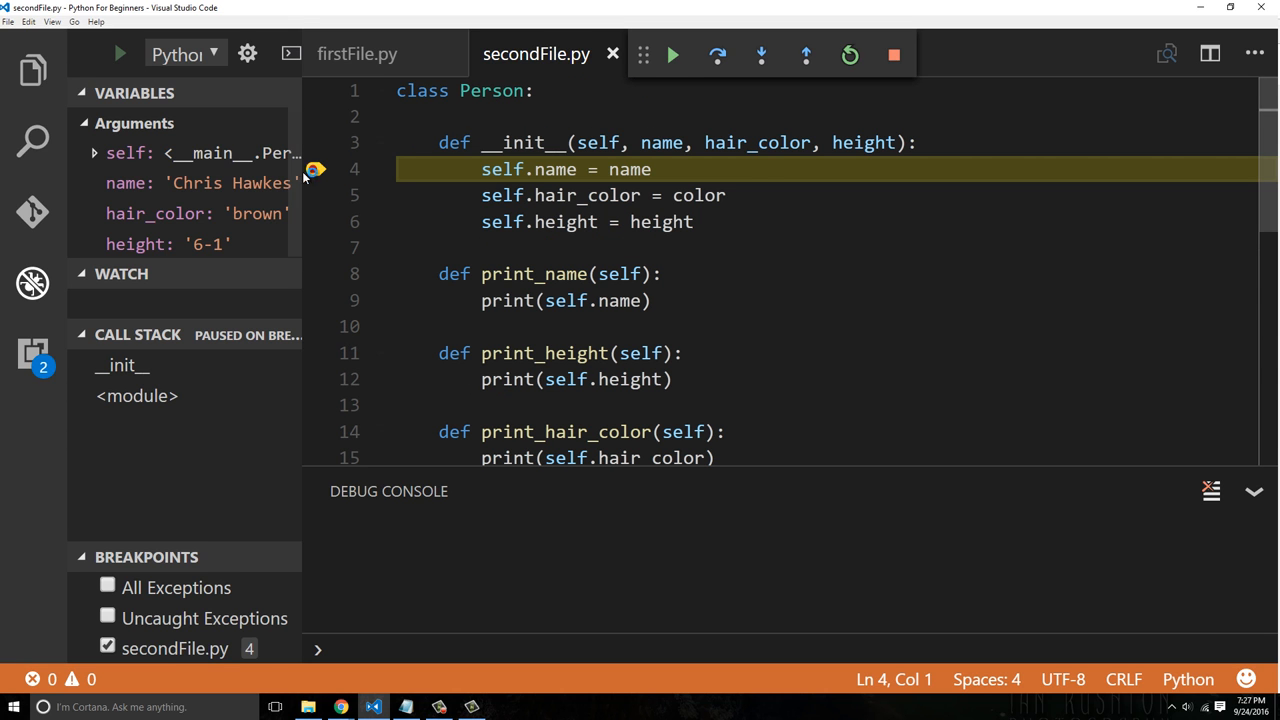 secondFile.py - Python For Beginners - Visual Studio Code
File Edit View Go Help
Python firstFile.py secondFile.py
VARIABLES
Arguments
self: <__main__.Per...
name: 'Chris Hawkes'
hair_color: 'brown'
height: '6-1'
WATCH
CALL STACK PAUSED ON BRE...
__init__
<module>
BREAKPOINTS
All Exceptions
Uncaught Exceptions
secondFile.py 4
1 class Person:
2
3 def __init__(self, name, hair_color, height):
4 self.name = name
5 self.hair_color = color
6 self.height = height
7
8 def print_name(self):
9 print(self.name)
10
11 def print_height(self):
12 print(self.height)
13
14 def print_hair_color(self):
15 print(self.hair_color)
DEBUG CONSOLE
2
0 0 Ln 4, Col 1 Spaces: 4 UTF-8 CRLF Python
I'm Cortana. Ask me anything.
7:27 PM
9/24/2016